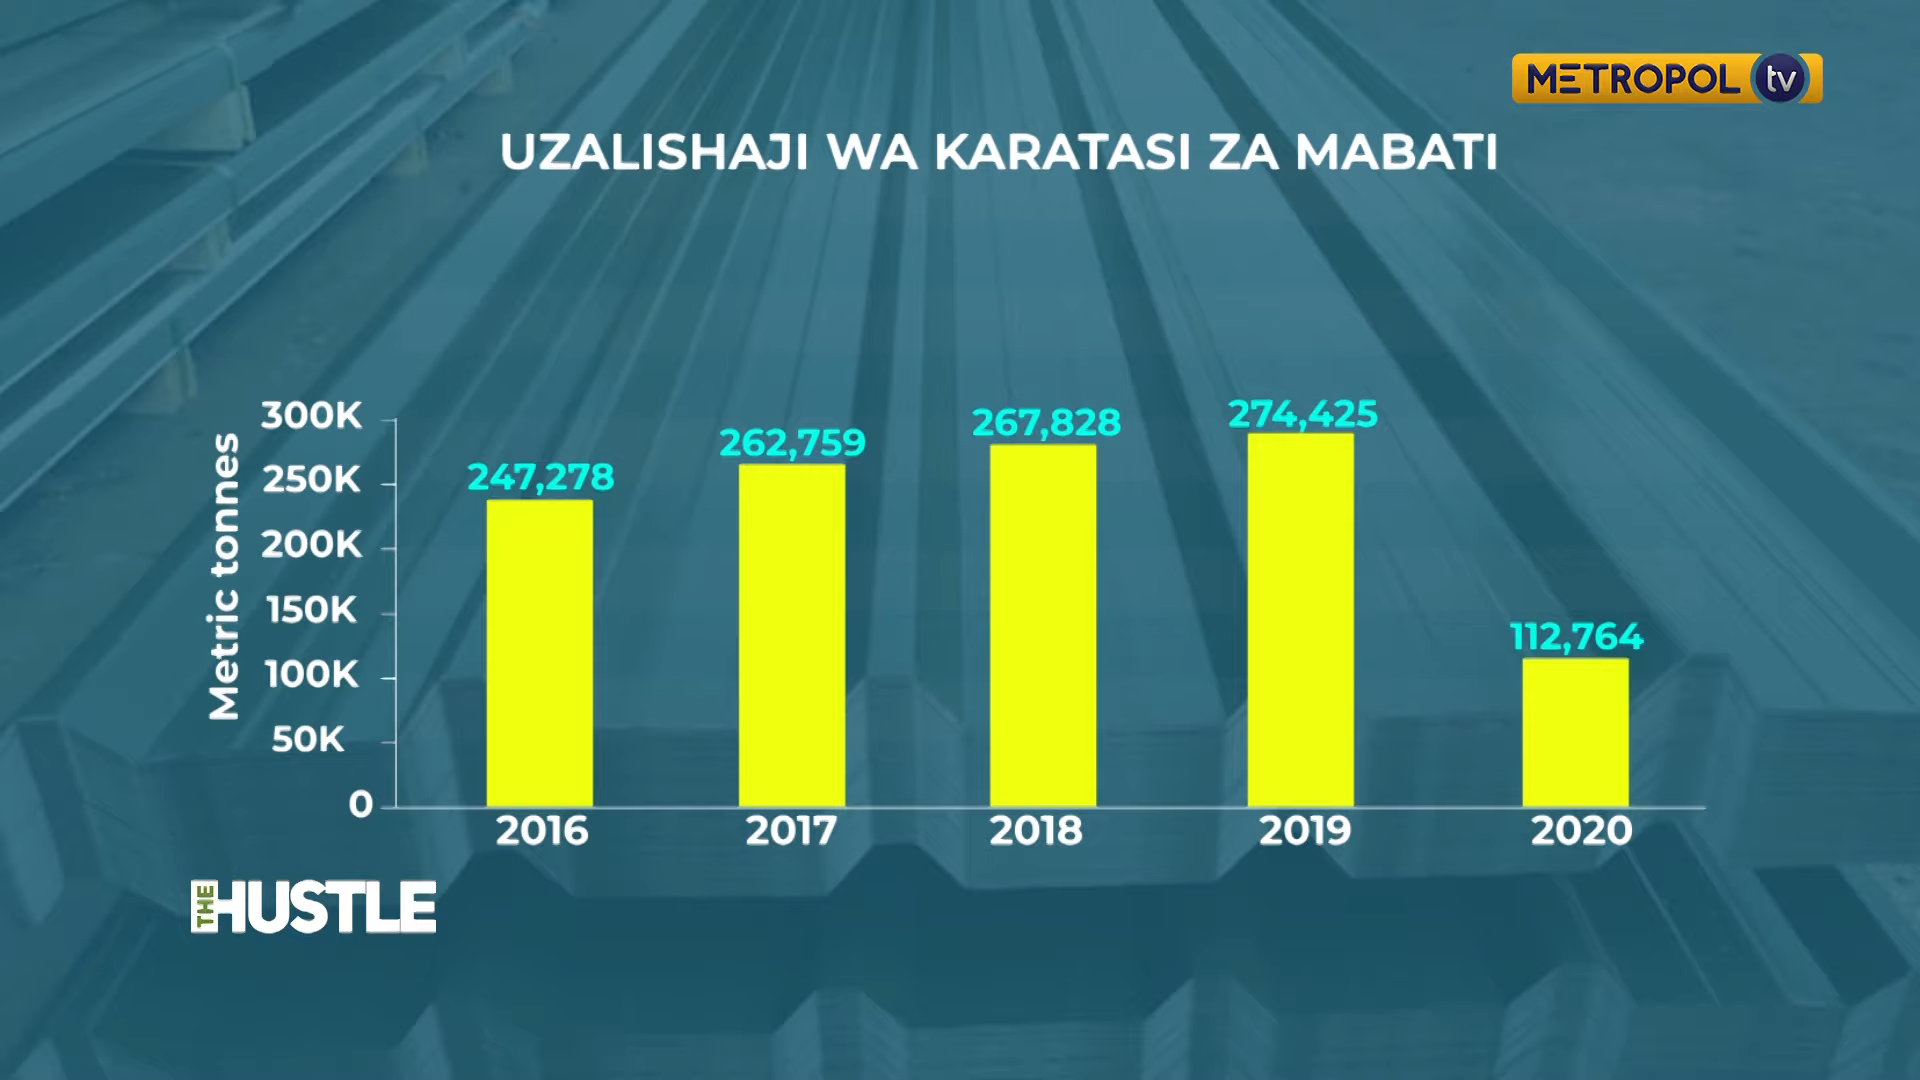 METROPOL tv
UZALISHAJI WA KARATASI ZA MABATI
Metric tonnes
300K
250K
200K
150K
100K
50K
0
247,278
262,759
267,828
274,425
112,764
2016
2017
2018
2019
2020
THE HUSTLE